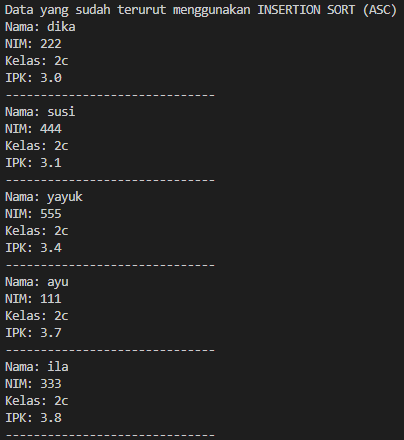 Data yang sudah terurut menggunakan INSERTION SORT (ASC)
Nama: dika
NIM: 222
Kelas: 2c
IPK: 3.0
------------------------------
Nama: susi
NIM: 444
Kelas: 2c
IPK: 3.1
------------------------------
Nama: yayuk
NIM: 555
Kelas: 2c
IPK: 3.4
------------------------------
Nama: ayu
NIM: 111
Kelas: 2c
IPK: 3.7
------------------------------
Nama: ila
NIM: 333
Kelas: 2c
IPK: 3.8
------------------------------